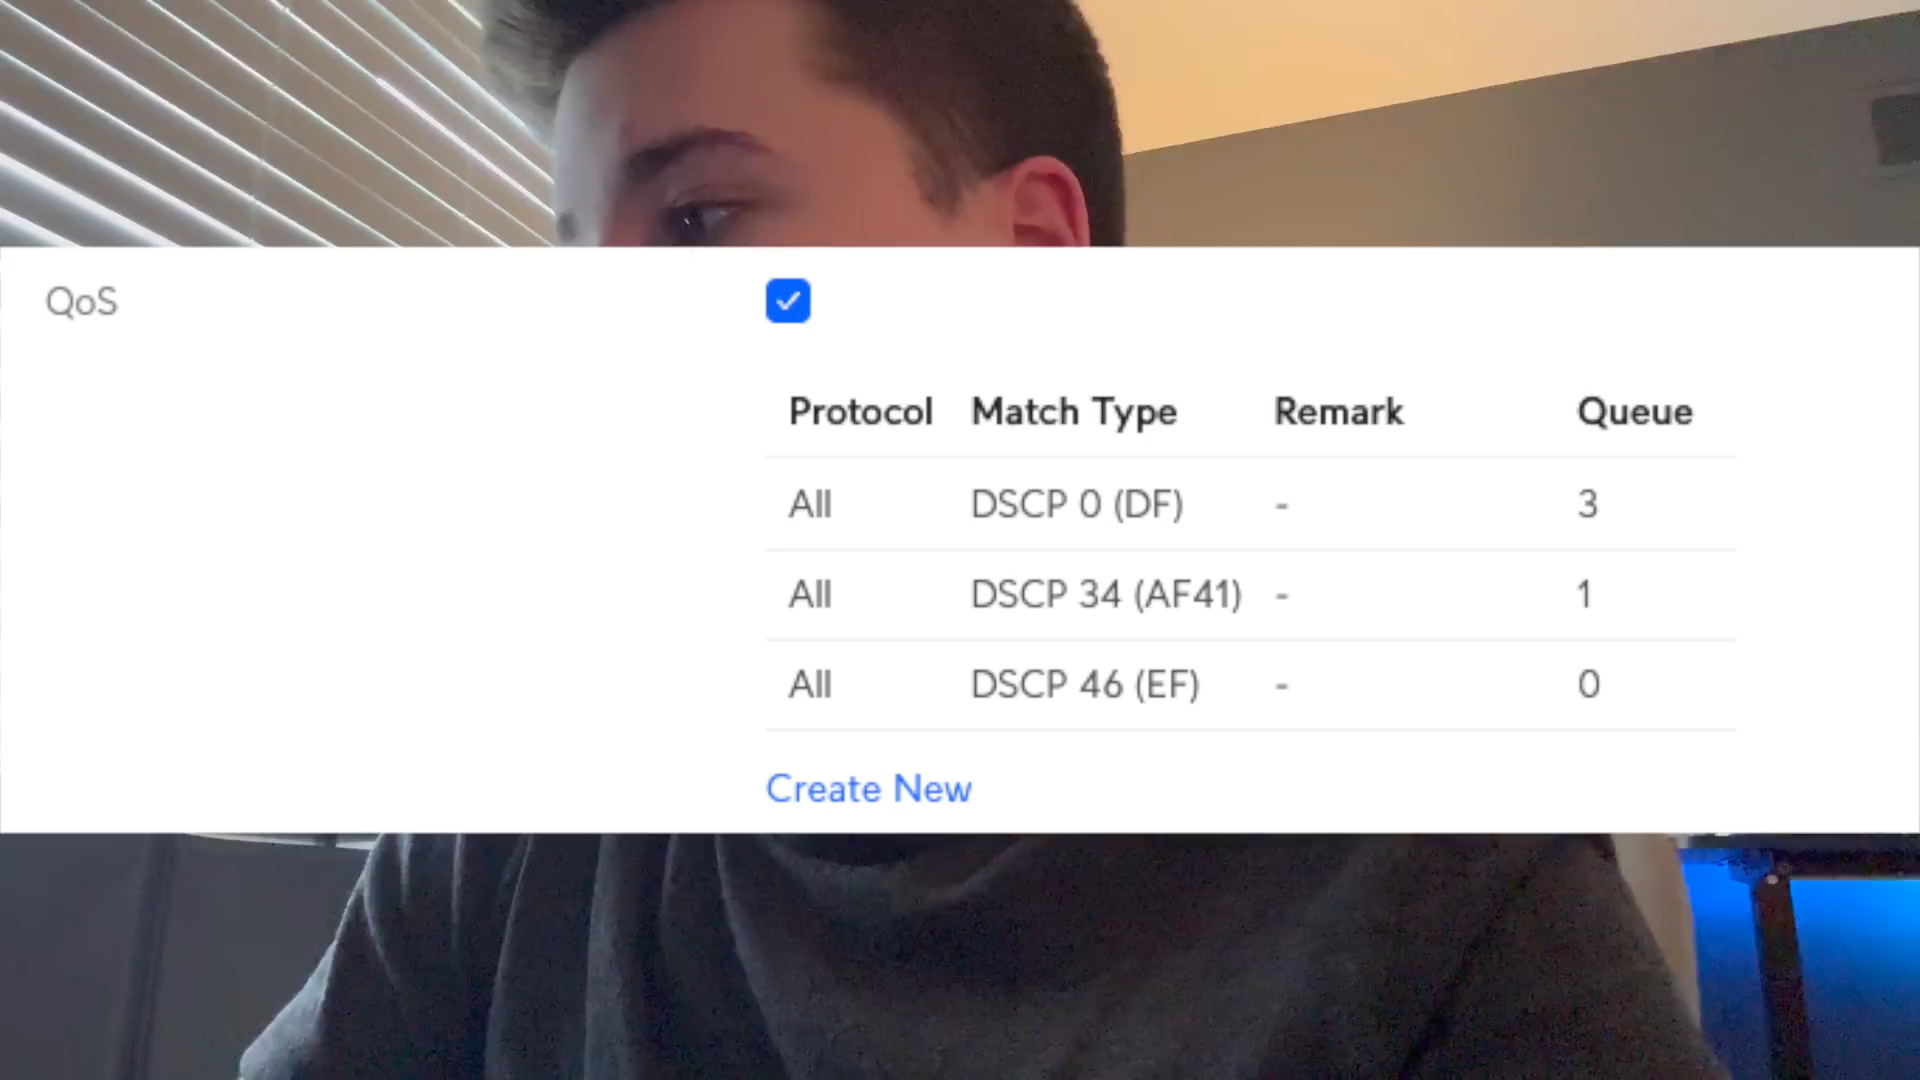 QoS
Protocol Match Type Remark Queue
All DSCP 0 (DF) - 3
All DSCP 34 (AF41) - 1
All DSCP 46 (EF) - 0
Create New